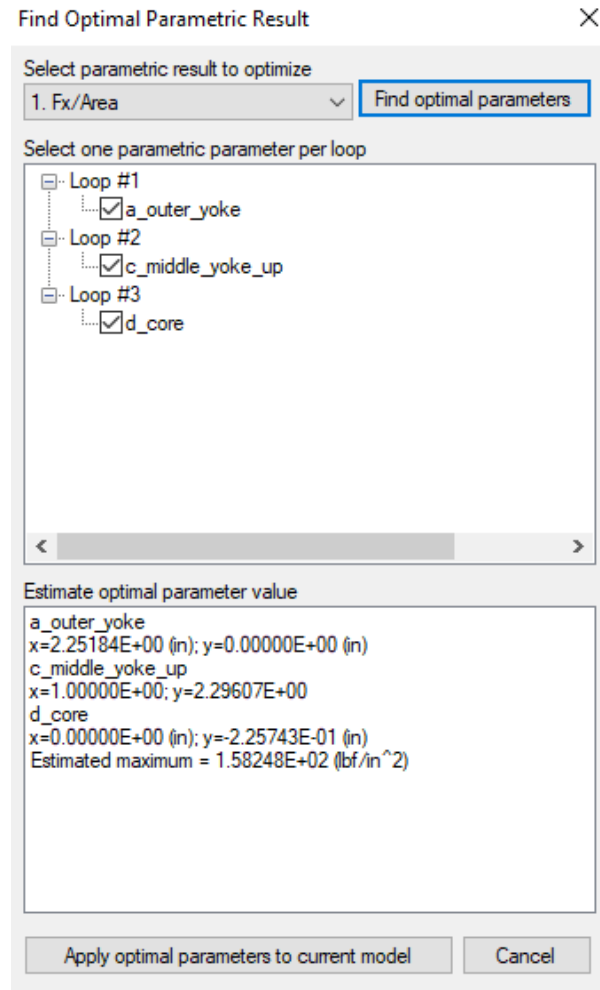 Find Optimal Parametric Result
Select parametric result to optimize
1. Fx/Area
Find optimal parameters
Select one parametric parameter per loop
Loop #1
a_outer_yoke
Loop #2
c_middle_yoke_up
Loop #3
d_core
Estimate optimal parameter value
a_outer_yoke
x=2.25184E+00 (in); y=0.00000E+00 (in)
c_middle_yoke_up
x=1.00000E+00; y=2.29607E+00
d_core
x=0.00000E+00 (in); y=-2.25743E-01 (in)
Estimated maximum = 1.58248E+02 (lbf/in^2)
Apply optimal parameters to current model
Cancel